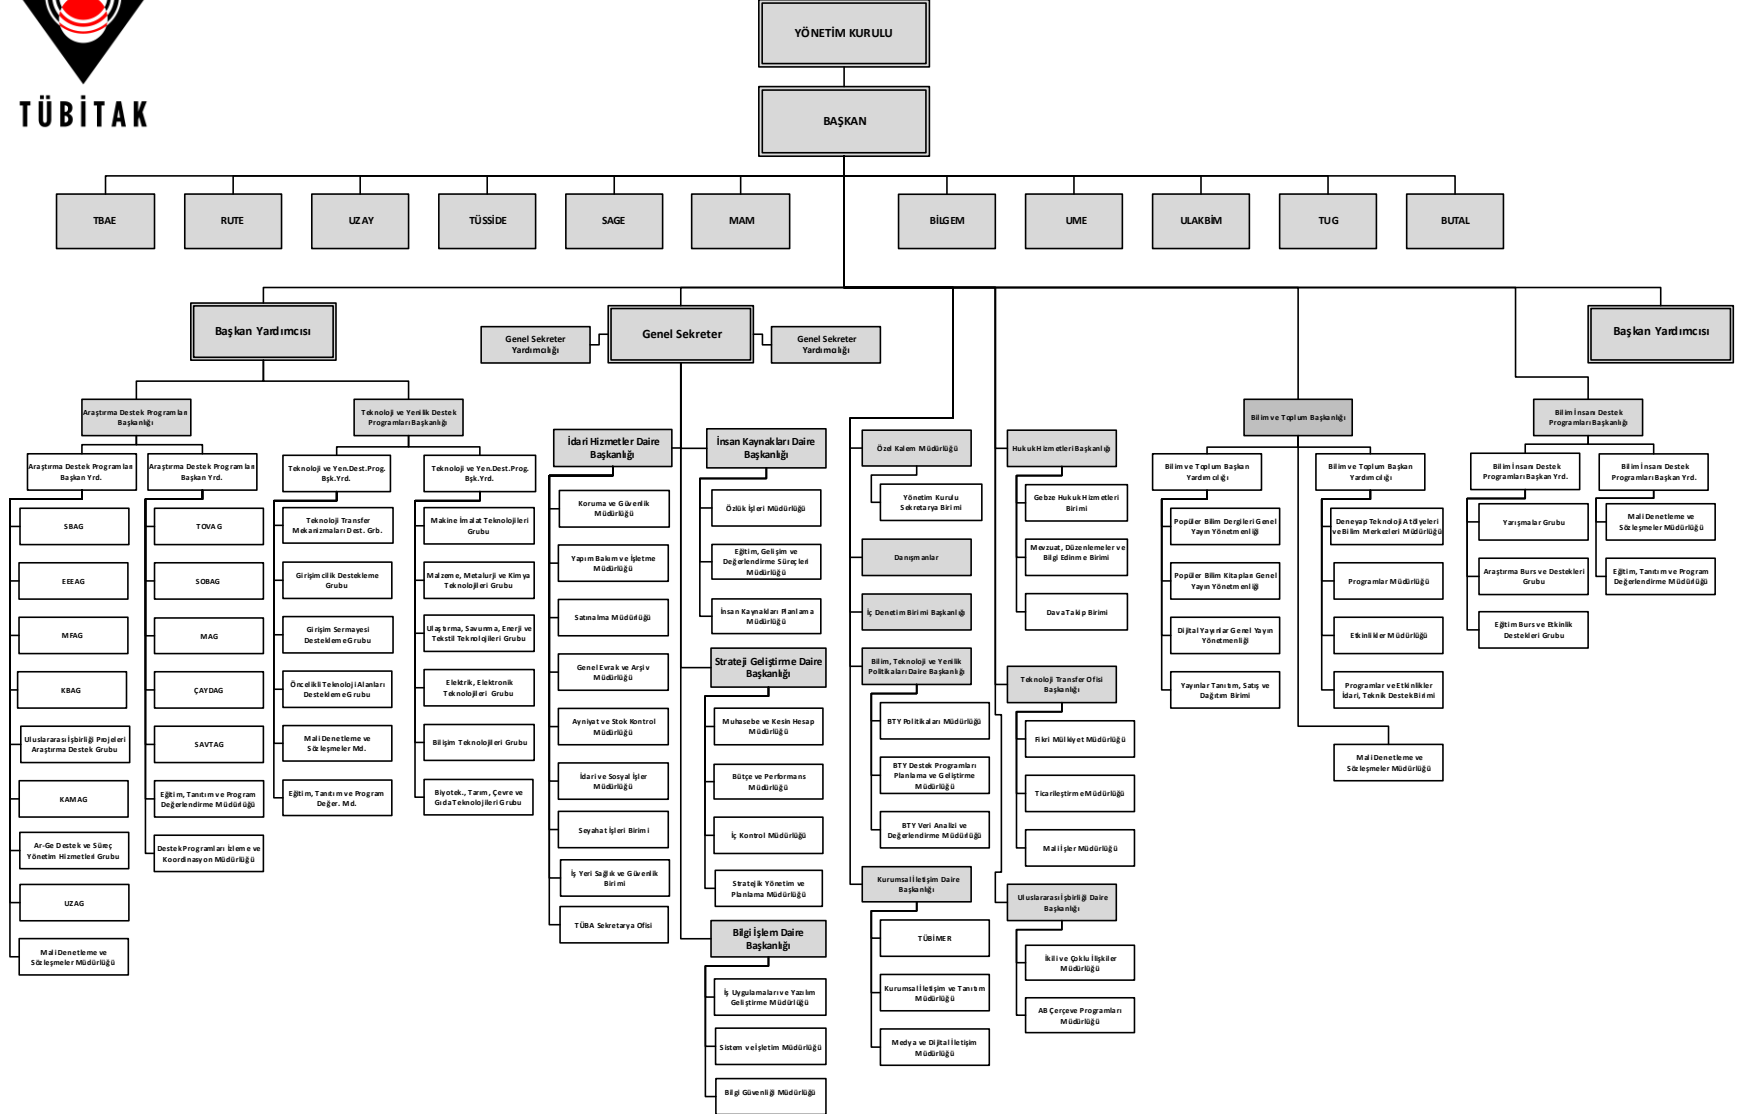 TÜBİTAK
YÖNETİM KURULU
BAŞKAN
TBAE
RUTE
UZAY
TÜSSİDE
SAGE
MAM
BİLGEM
UME
ULAKBİM
TUG
BUTAL
Başkan Yardımcısı
Genel Sekreter
Yardımcılığı
Genel Sekreter
Genel Sekreter
Yardımcılığı
Başkan Yardımcısı
Araştırma Destek Programları
Başkanlığı
Araştırma Destek Programları
Başkan Yrd.
SBAG
EEEAG
MFAG
KBAG
Uluslararası İşbirliği Projeleri
Araştırma Destek Grubu
KAMAG
Ar-Ge Destek ve Süreç
Yönetim Hizmetleri Grubu
UZAG
Mali Denetleme ve
Sözleşmeler Müdürlüğü
Araştırma Destek Programları
Başkan Yrd.
TOVAG
SOBAG
MAG
ÇAYDAG
SAVTAG
Eğitim, Tanıtım ve Program
Değerlendirme Müdürlüğü
Destek Programları İzleme ve
Koordinasyon Müdürlüğü
Teknoloji ve Yenilik Destek
Programları Başkanlığı
Teknoloji ve Yen.Dest.Prog.
Bşk.Yrd.
Teknoloji Transfer
Mekanizmaları Dest. Grb.
Girişimcilik Destekleme
Grubu
Girişim Sermayesi
Destekleme Grubu
Öncelikli Teknoloji Alanları
Destekleme Grubu
Mali Denetleme ve
Sözleşmeler Md.
Eğitim, Tanıtım ve Program
Değer. Md.
Teknoloji ve Yen.Dest.Prog.
Bşk.Yrd.
Makine İmalat Teknolojileri
Grubu
Malzeme, Metalurji ve Kimya
Teknolojileri Grubu
Ulaştırma, Savunma, Enerji ve
Tekstil Teknolojileri Grubu
Elektrik, Elektronik
Teknolojileri Grubu
Bilişim Teknolojileri Grubu
Biyotek., Tarım, Çevre ve
Gıda Teknolojileri Grubu
İdari Hizmetler Daire
Başkanlığı
Koruma ve Güvenlik
Müdürlüğü
Yapım Bakım ve İşletme
Müdürlüğü
Satınalma Müdürlüğü
Genel Evrak ve Arşiv
Müdürlüğü
Ayniyat ve Stok Kontrol
Müdürlüğü
İdari ve Sosyal İşler
Müdürlüğü
Seyahat İşleri Birimi
İş Yeri Sağlık ve Güvenlik
Birimi
TÜBA Sekretarya Ofisi
İnsan Kaynakları Daire
Başkanlığı
Özlük İşleri Müdürlüğü
Eğitim, Gelişim ve
Değerlendirme Süreçleri
Müdürlüğü
İnsan Kaynakları Planlama
Müdürlüğü
Strateji Geliştirme Daire
Başkanlığı
Muhasebe ve Kesin Hesap
Müdürlüğü
Bütçe ve Performans
Müdürlüğü
İç Kontrol Müdürlüğü
Stratejik Yönetim ve
Planlama Müdürlüğü
Bilgi İşlem Daire
Başkanlığı
İş Uygulamaları ve Yazılım
Geliştirme Müdürlüğü
Sistem ve İşletim Müdürlüğü
Bilgi Güvenliği Müdürlüğü
Özel Kalem Müdürlüğü
Yönetim Kurulu
Sekretarya Birimi
Danışmanlar
İç Denetim Birimi Başkanlığı
Bilim, Teknoloji ve Yenilik
Politikaları Daire Başkanlığı
BTY Politikaları Müdürlüğü
BTY Destek Programları
Planlama ve Geliştirme
Müdürlüğü
BTY Veri Analizi ve
Değerlendirme Müdürlüğü
Kurumsal İletişim Daire
Başkanlığı
TÜBİMER
Kurumsal İletişim ve Tanıtım
Müdürlüğü
Medya ve Dijital İletişim
Müdürlüğü
Hukuk Hizmetleri Başkanlığı
Gebze Hukuk Hizmetleri
Birimi
Mevzuat, Düzenlemeler ve
Bilgi Edinme Birimi
Dava Takip Birimi
Teknoloji Transfer Ofisi
Başkanlığı
Fikri Mülkiyet Müdürlüğü
Ticarileştirme Müdürlüğü
Mali İşler Müdürlüğü
Uluslararası İşbirliği Daire
Başkanlığı
İkili ve Çoklu İlişkiler
Müdürlüğü
AB Çerçeve Programları
Müdürlüğü
Bilim ve Toplum Başkanlığı
Bilim ve Toplum Başkan
Yardımcılığı
Popüler Bilim Dergileri Genel
Yayın Yönetmenliği
Popüler Bilim Kitapları Genel
Yayın Yönetmenliği
Dijital Yayınlar Genel Yayın
Yönetmenliği
Yayınlar Tanıtım, Satış ve
Dağıtım Birimi
Bilim ve Toplum Başkan
Yardımcılığı
Deneyap Teknoloji Atölyeleri
ve Bilim Merkezleri Müdürlüğü
Programlar Müdürlüğü
Etkinlikler Müdürlüğü
Programlar ve Etkinlikler
İdari, Teknik Destek Birimi
Mali Denetleme ve
Sözleşmeler Müdürlüğü
Bilim İnsanı Destek
Programları Başkanlığı
Bilim İnsanı Destek
Programları Başkan Yrd.
Yarışmalar Grubu
Araştırma Burs ve Destekleri
Grubu
Eğitim Burs ve Etkinlik
Destekleri Grubu
Bilim İnsanı Destek
Programları Başkan Yrd.
Mali Denetleme ve
Sözleşmeler Müdürlüğü
Eğitim, Tanıtım ve Program
Değerlendirme Müdürlüğü